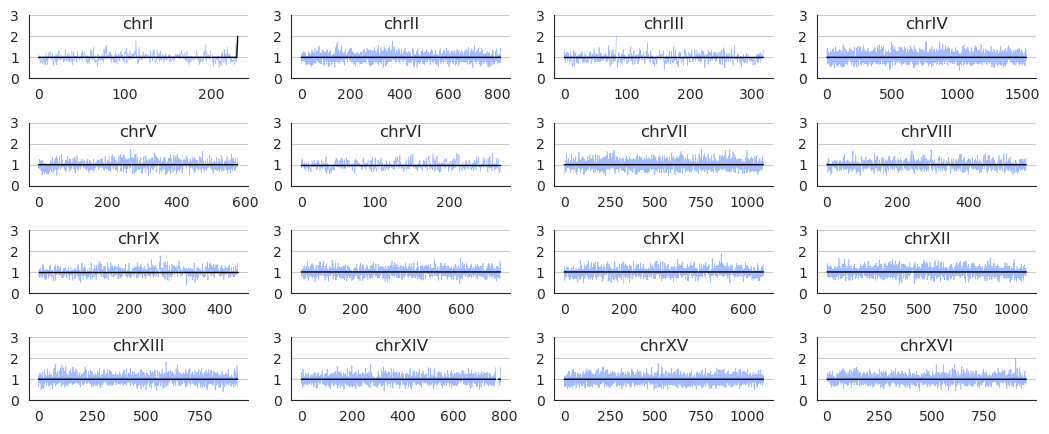 3 chrI 3 chrII 3 chrIII 3 chrIV
2 2 2 2
1 1 1 1
0 0 0 0
0 100 200 0 200 400 600 800 0 100 200 300 0 500 1000 1500
3 chrV 3 chrVI 3 chrVII 3 chrVIII
2 2 2 2
1 1 1 1
0 0 0 0
0 200 400 600 0 100 200 0 250 500 750 1000 0 200 400
3 chrIX 3 chrX 3 chrXI 3 chrXII
2 2 2 2
1 1 1 1
0 0 0 0
0 100 200 300 400 0 200 400 600 0 200 400 600 0 250 500 750 1000
3 chrXIII 3 chrXIV 3 chrXV 3 chrXVI
2 2 2 2
1 1 1 1
0 0 0 0
0 250 500 750 0 200 400 600 800 0 250 500 750 1000 0 250 500 750